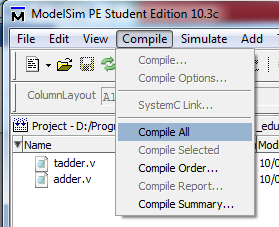 ModelSim PE Student Edition 10.3c
File Edit View Compile Simulate Add
Compile...
Compile Options...
ColumnLayout Al
SystemC Link...
Compile All
Project - D:/Prog _edu
Compile Selected
Name Mod
Compile Order...
tadder.v 10/0
Compile Report...
adder.v 10/0
Compile Summary...